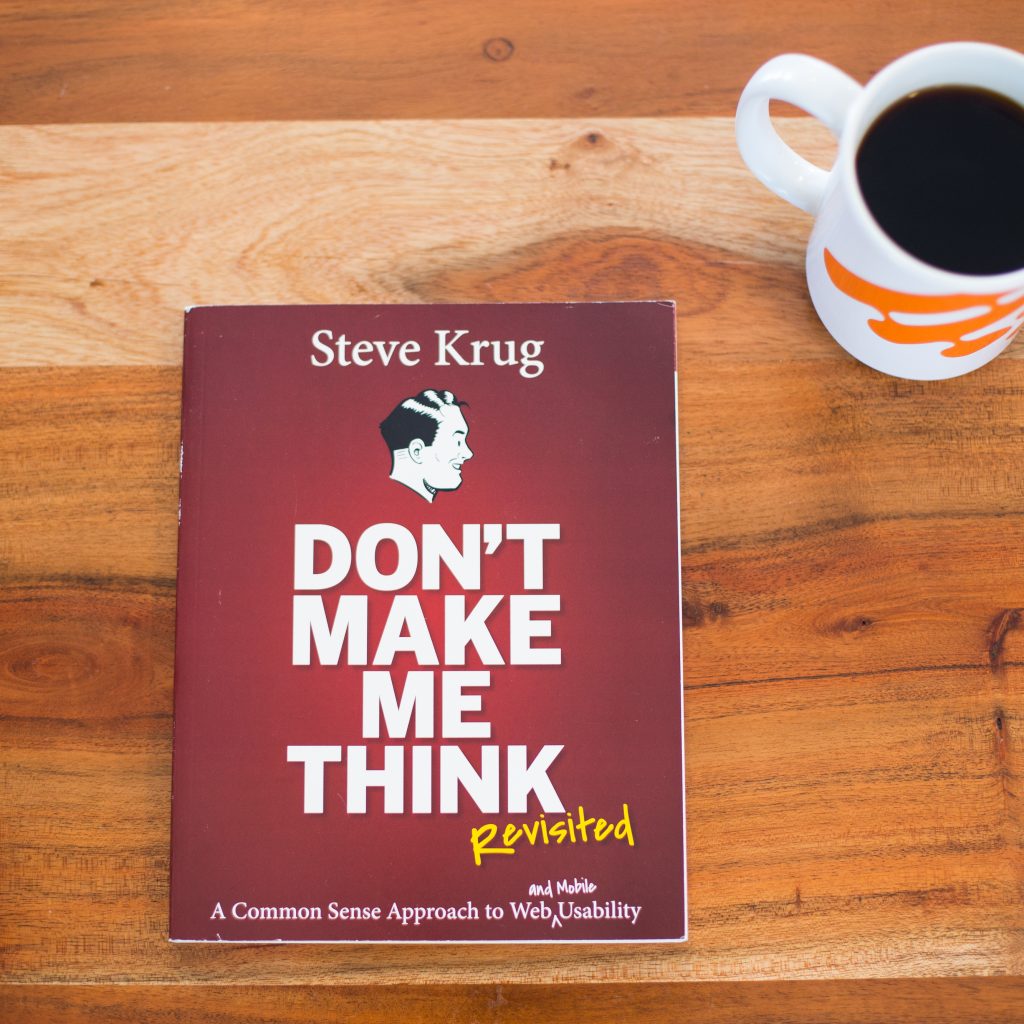 Steve Krug
DON'T
MAKE
ME
THINK
Revisited
and Mobile
A Common Sense Approach to Web Usability